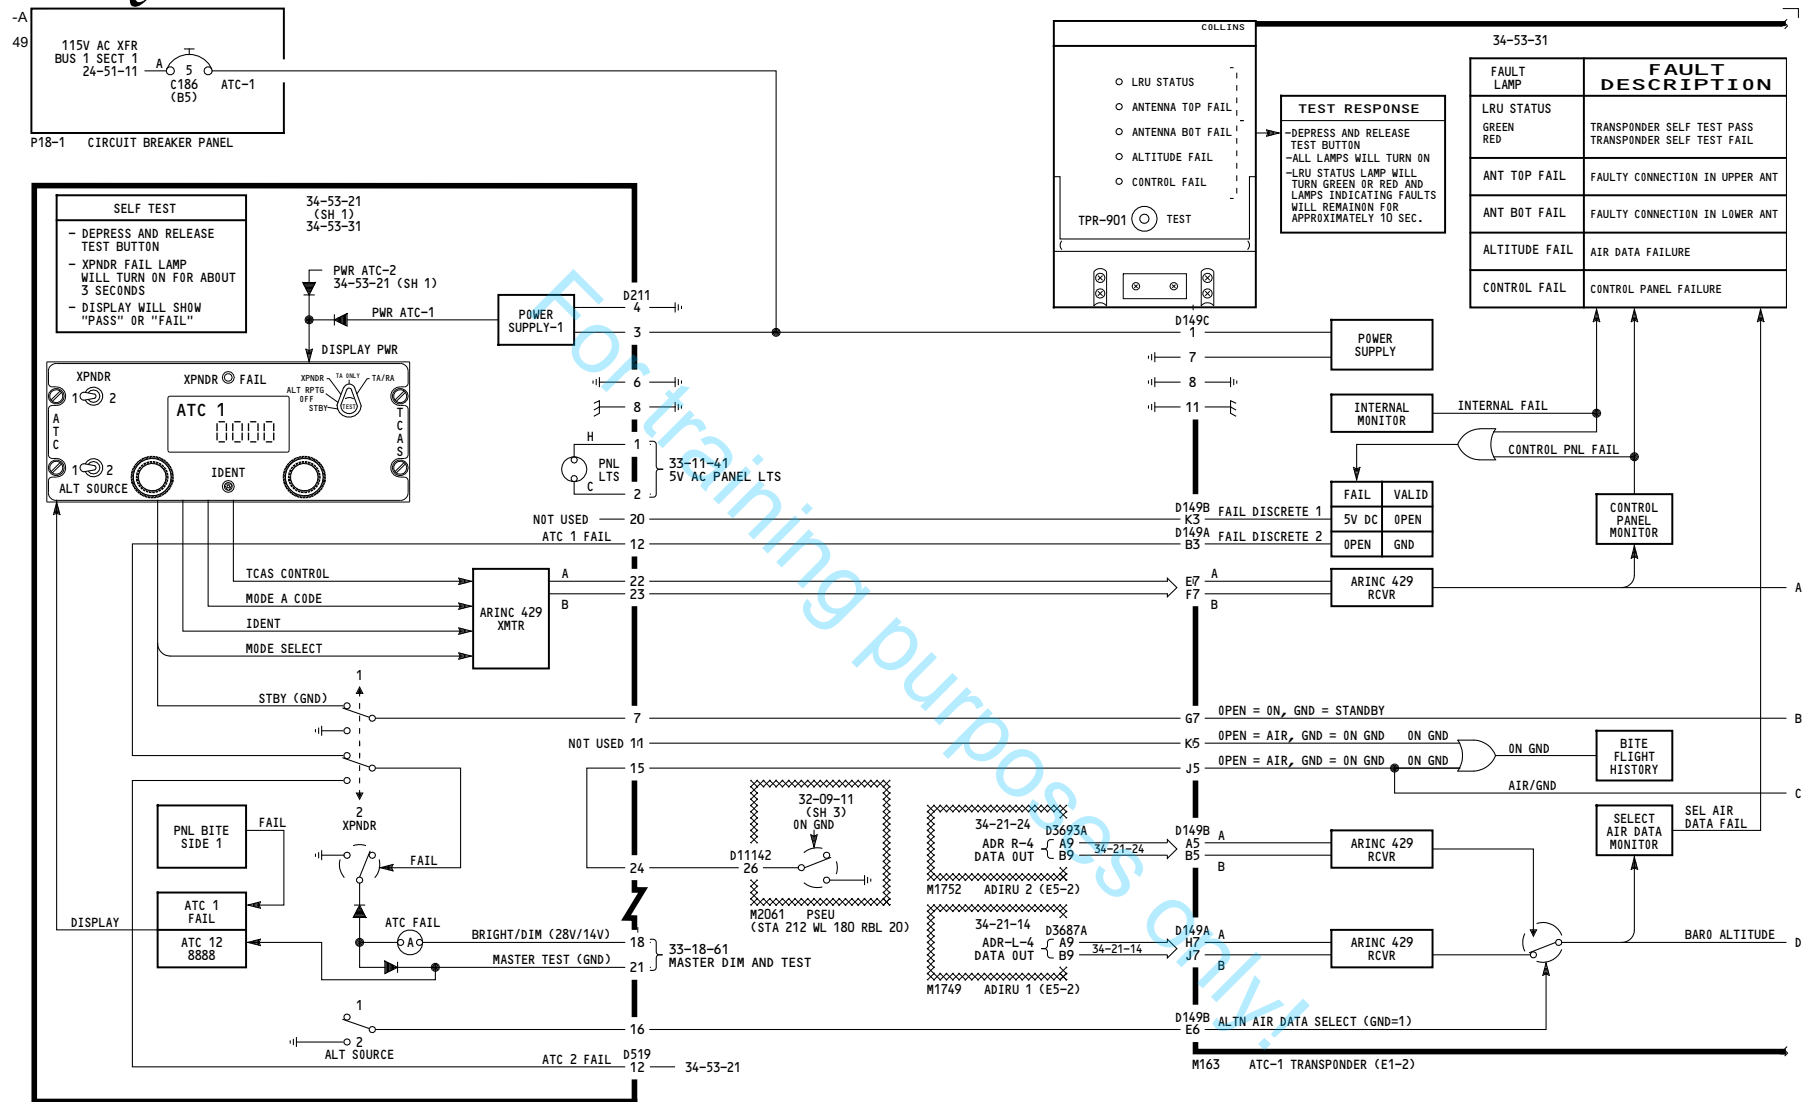 -A
49
115V AC XFR
BUS 1 SECT 1
24-51-11
A
5
C186
(B5)
ATC-1
P18-1 CIRCUIT BREAKER PANEL
SELF TEST
- DEPRESS AND RELEASE
TEST BUTTON
- XPNDR FAIL LAMP
WILL TURN ON FOR ABOUT
3 SECONDS
- DISPLAY WILL SHOW
"PASS" OR "FAIL"
34-53-21
(SH 1)
34-53-31
PWR ATC-2
34-53-21 (SH 1)
PWR ATC-1
DISPLAY PWR
POWER
SUPPLY-1
D211
4
3
6
8
XPNDR
1 2
XPNDR FAIL
XPNDR
TA ONLY
TA/RA
ALT RPTG
OFF
STBY
TEST
ATC
ATC 1
0000
TCAS
1 2
ALT SOURCE
IDENT
H
PNL
LTS
C
1
2
33-11-41
5V AC PANEL LTS
NOT USED 20
ATC 1 FAIL 12
TCAS CONTROL
MODE A CODE
IDENT
MODE SELECT
ARINC 429
XMTR
A
B
22
23
1
STBY (GND)
7
NOT USED 11
15
2
XPNDR
FAIL
24
PNL BITE
SIDE 1
FAIL
ATC 1
FAIL
ATC 12
8888
DISPLAY
ATC FAIL
A
BRIGHT/DIM (28V/14V) 18
MASTER TEST (GND) 21
33-18-61
MASTER DIM AND TEST
1
2
ALT SOURCE
16
ATC 2 FAIL
D519
12
34-53-21
32-09-11
(SH 3)
ON GND
D11142
26
M2061 PSEU
(STA 212 WL 180 RBL 20)
34-21-24
ADR R-4
DATA OUT
D3693A
A9
B9
34-21-24
M1752 ADIRU 2 (E5-2)
34-21-14
ADR-L-4
DATA OUT
D3687A
A9
B9
34-21-14
M1749 ADIRU 1 (E5-2)
COLLINS
LRU STATUS
ANTENNA TOP FAIL
ANTENNA BOT FAIL
ALTITUDE FAIL
CONTROL FAIL
TPR-901
TEST
TEST RESPONSE
-DEPRESS AND RELEASE
TEST BUTTON
-ALL LAMPS WILL TURN ON
-LRU STATUS LAMP WILL
TURN GREEN OR RED AND
LAMPS INDICATING FAULTS
WILL REMAINON FOR
APPROXIMATELY 10 SEC.
34-53-31
FAULT
LAMP
FAULT
DESCRIPTION
LRU STATUS
GREEN TRANSPONDER SELF TEST PASS
RED TRANSPONDER SELF TEST FAIL
ANT TOP FAIL FAULTY CONNECTION IN UPPER ANT
ANT BOT FAIL FAULTY CONNECTION IN LOWER ANT
ALTITUDE FAIL AIR DATA FAILURE
CONTROL FAIL CONTROL PANEL FAILURE
D149C
1
7
8
11
POWER
SUPPLY
INTERNAL
MONITOR
INTERNAL FAIL
CONTROL PNL FAIL
D149B
K3 FAIL DISCRETE 1
D149A
B3 FAIL DISCRETE 2
FAIL VALID
5V DC OPEN
OPEN GND
CONTROL
PANEL
MONITOR
E7 A
F7
B
ARINC 429
RCVR
A
G7 OPEN = ON, GND = STANDBY
B
K5 OPEN = AIR, GND = ON GND ON GND
J5 OPEN = AIR, GND = ON GND ON GND
ON GND
BITE
FLIGHT
HISTORY
AIR/GND
C
D149B
A5 A
B5
B
ARINC 429
RCVR
SELECT
AIR DATA
MONITOR
SEL AIR
DATA FAIL
D149A
H7 A
J7
B
ARINC 429
RCVR
BARO ALTITUDE
D
D149B
E6 ALTN AIR DATA SELECT (GND=1)
M163 ATC-1 TRANSPONDER (E1-2)
For training purposes only!